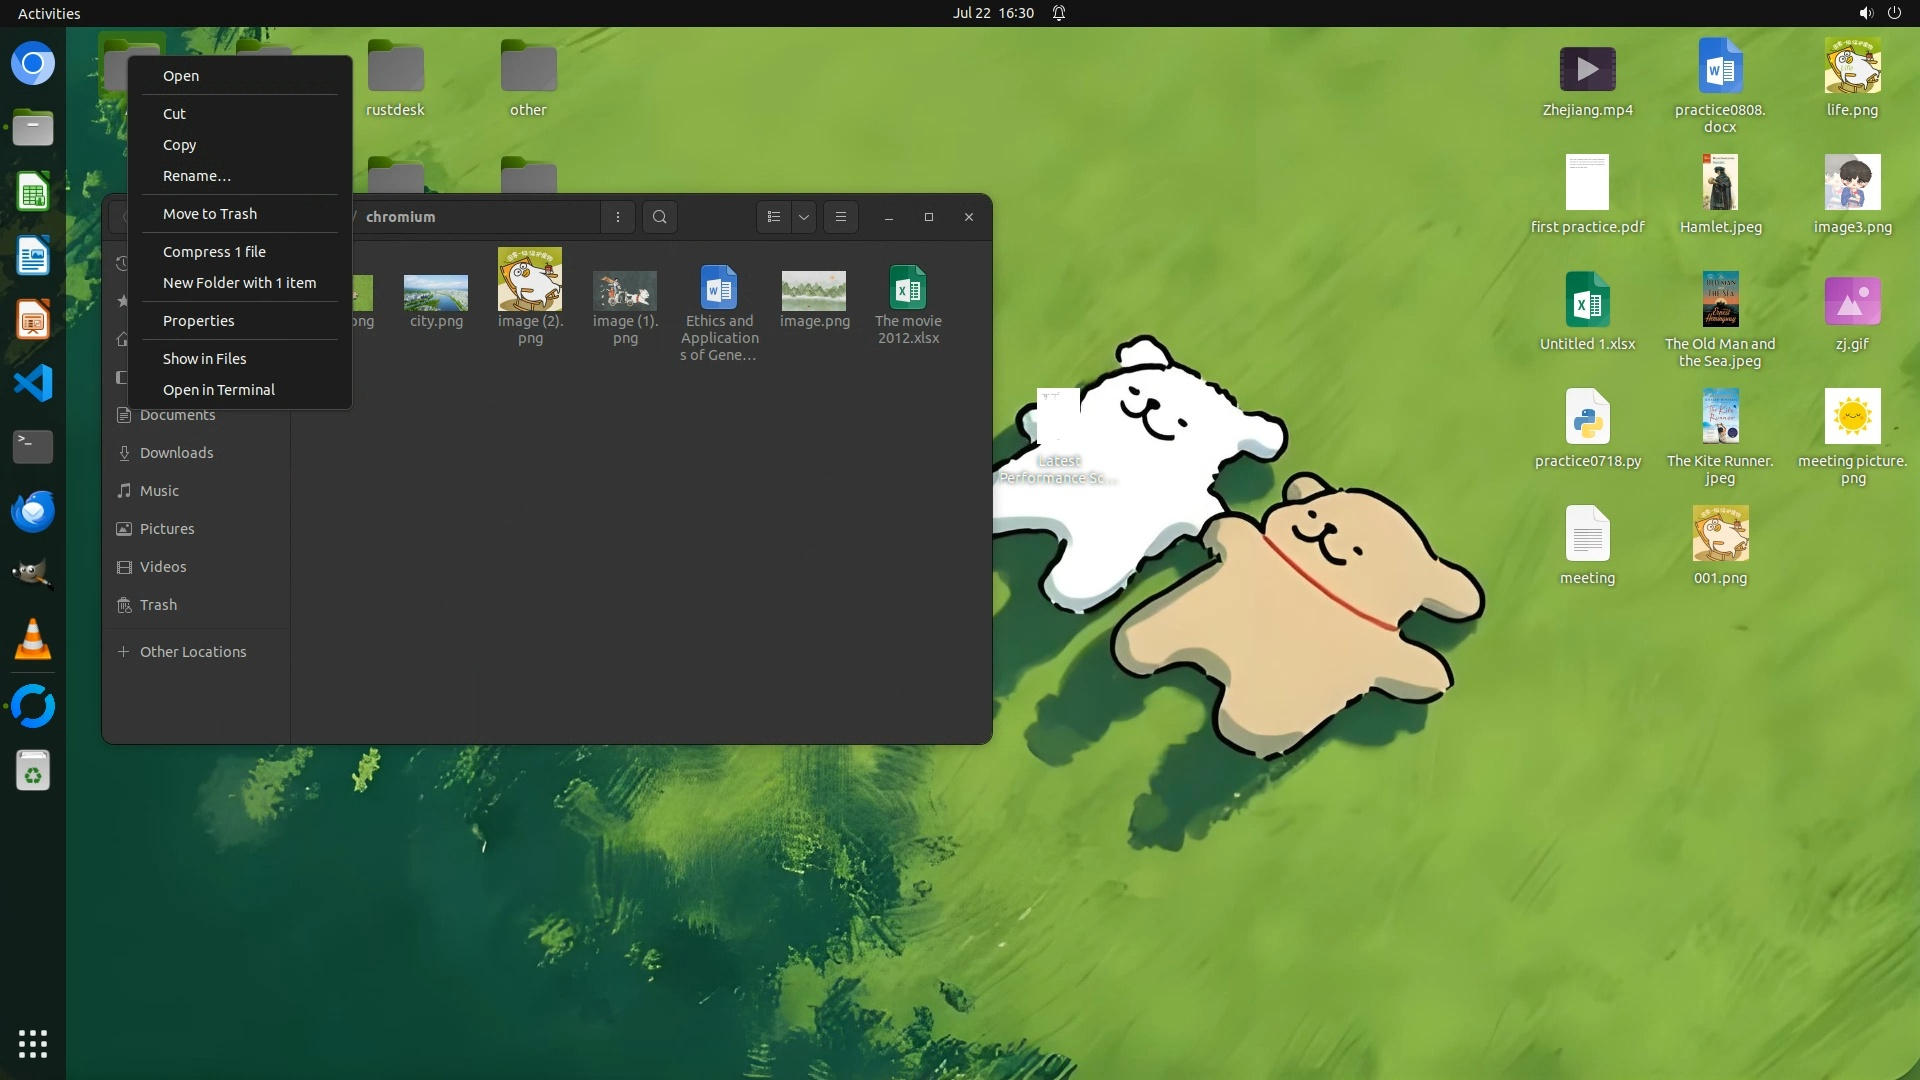 Activities
Jul 22 16:30
Open
Cut
Copy
Rename…
Move to Trash
Compress 1 file
New Folder with 1 item
Properties
Show in Files
Open in Terminal
rustdesk
other
/ chromium
Documents
Downloads
Music
Pictures
Videos
Trash
+ Other Locations
city.png
image (2).
png
image (1).
png
Ethics and
Application
s of Gene…
image.png
The movie
2012.xlsx
Latest
Performance Sc…
Zhejiang.mp4
practice0808.
docx
life.png
first practice.pdf
Hamlet.jpeg
image3.png
Untitled 1.xlsx
The Old Man and
the Sea.jpeg
zj.gif
practice0718.py
The Kite Runner.
jpeg
meeting picture.
png
meeting
001.png